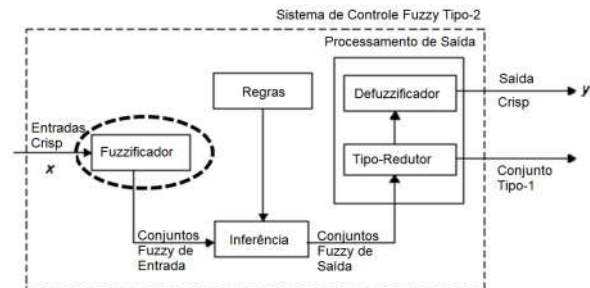 Sistema de Controle Fuzzy Tipo-2
Processamento de Saída
Regras
Defuzzificador
Saída
Crisp
y
Entradas
Crisp
x
Fuzzificador
Tipo-Redutor
Conjunto
Tipo-1
Conjuntos
Fuzzy de
Entrada
Inferência
Conjuntos
Fuzzy de
Saída